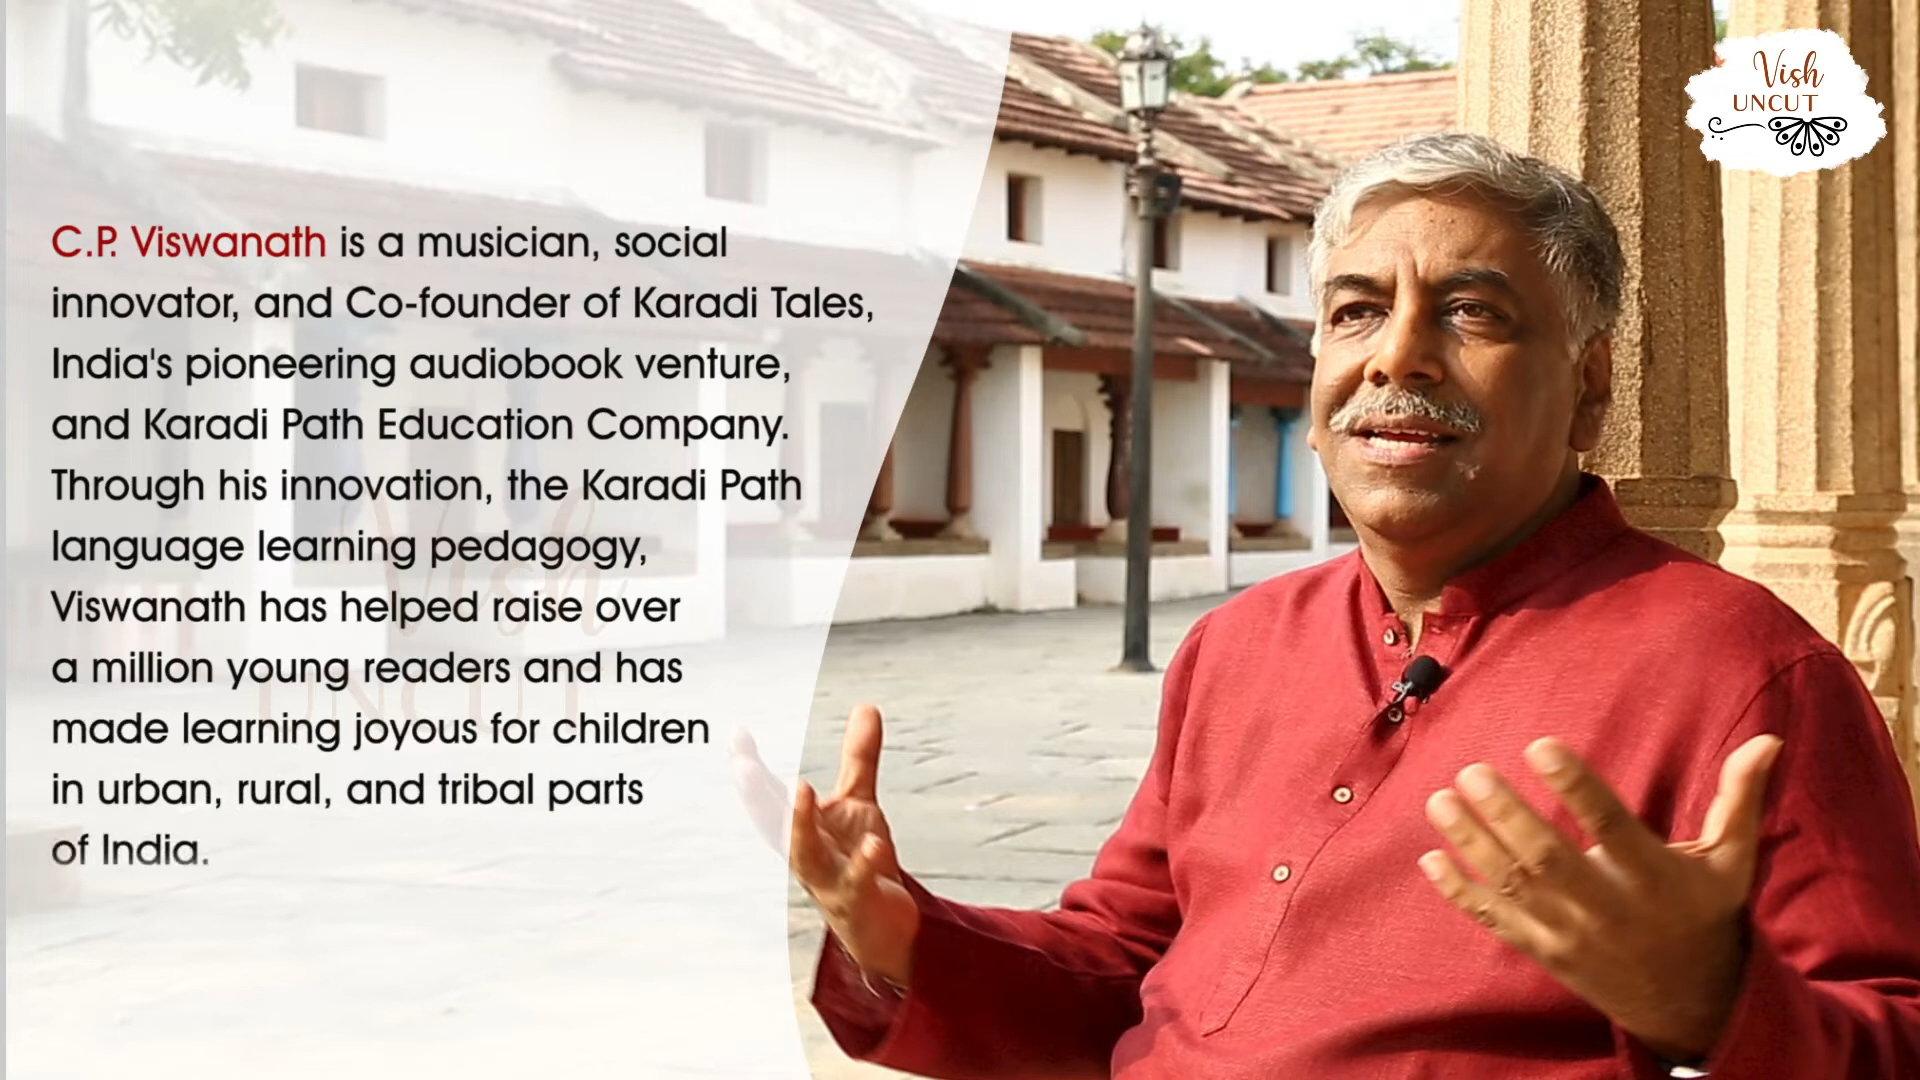 C.P. Viswanath is a musician, social
innovator, and Co-founder of Karadi Tales,
India's pioneering audiobook venture,
and Karadi Path Education Company.
Through his innovation, the Karadi Path
language learning pedagogy,
Viswanath has helped raise over
a million young readers and has
made learning joyous for children
in urban, rural, and tribal parts
of India.
Vish
UNCUT
Vish
UNCUT